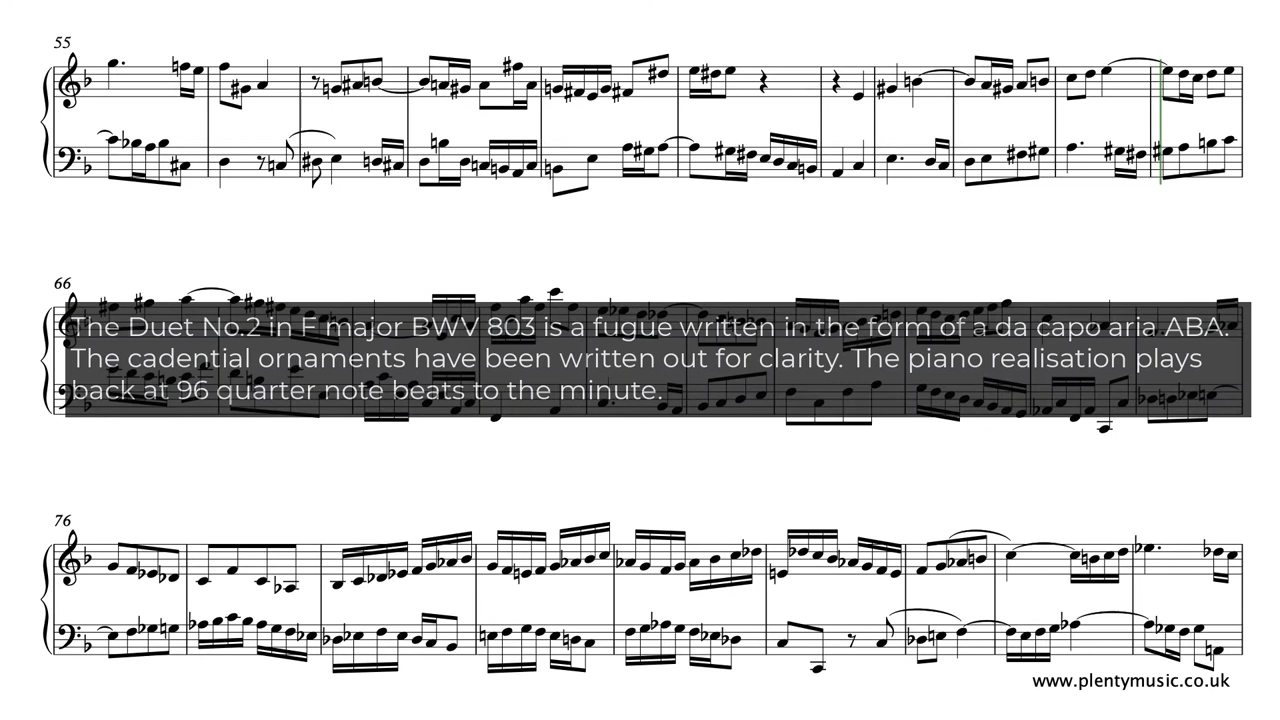 55
66
The Duet No.2 in F major BWV 803 is a fugue written in the form of a da capo aria ABA.
The cadential ornaments have been written out for clarity. The piano realisation plays
back at 96 quarter note beats to the minute.
76
www.plentymusic.co.uk